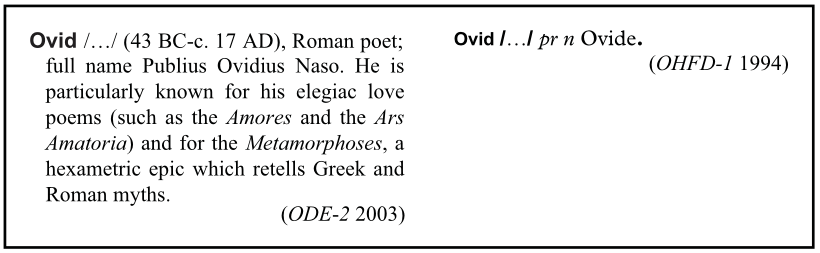 Ovid /…/ (43 BC-c. 17 AD), Roman poet;
full name Publius Ovidius Naso. He is
particularly known for his elegiac love
poems (such as the Amores and the Ars
Amatoria) and for the Metamorphoses, a
hexametric epic which retells Greek and
Roman myths.
(ODE-2 2003)
Ovid /…/ pr n Ovide.
(OHFD-1 1994)